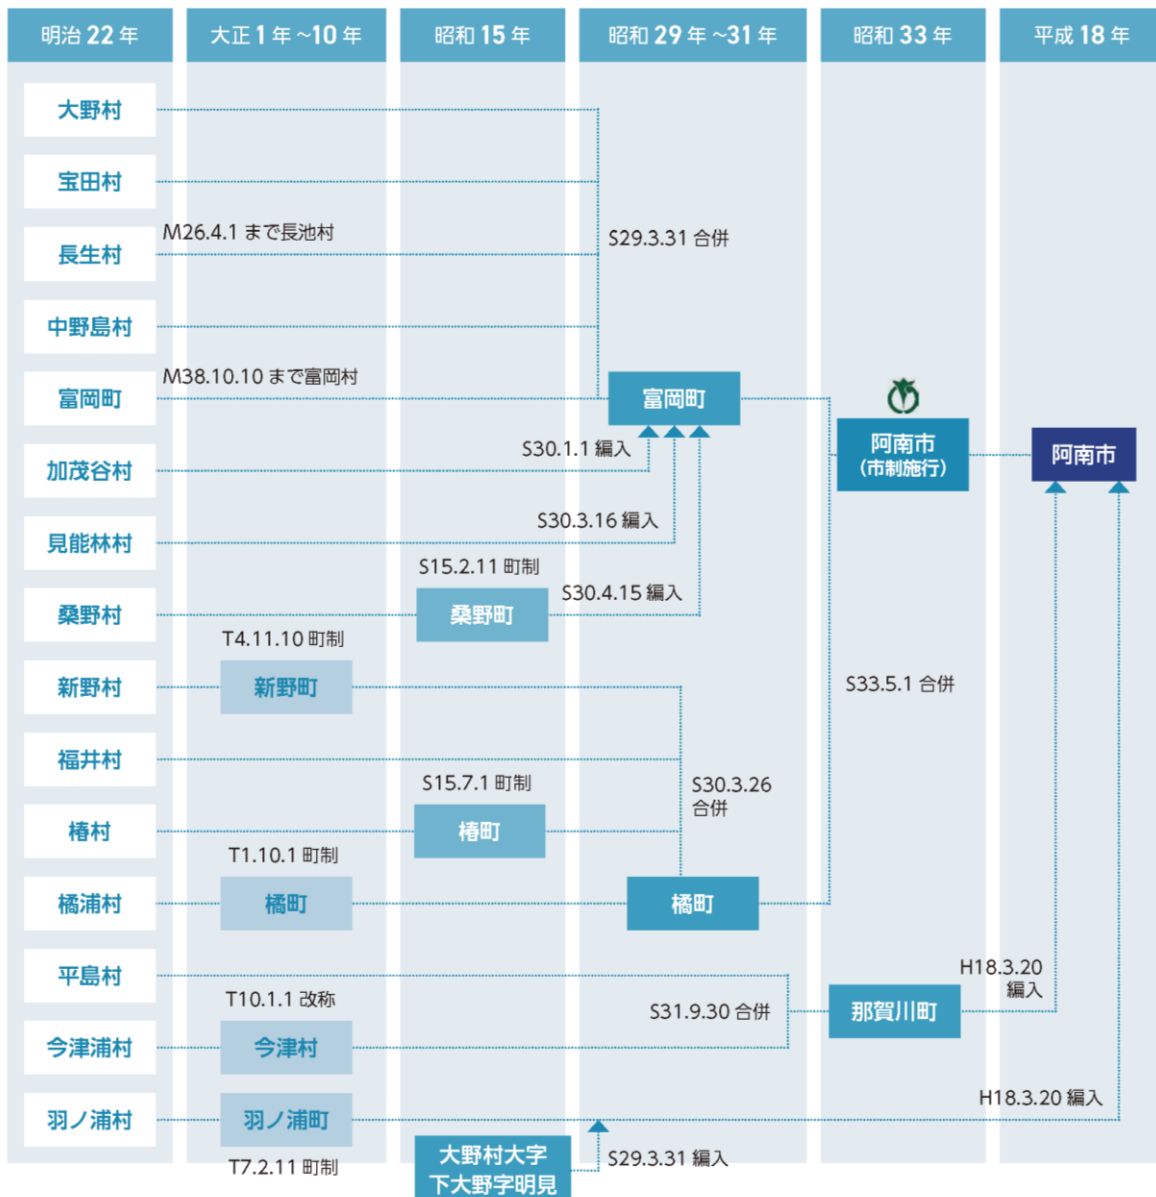 明治 22 年
大正 1 年 ~10 年
昭和 15 年
昭和 29 年 ~31 年
昭和 33 年
平成 18 年
大野村
宝田村
M26.4.1 まで長池村
長生村
S29.3.31 合併
中野島村
M38.10.10 まで富岡村
富岡町
富岡町
阿南市
(市制施行)
阿南市
加茂谷村
S30.1.1 編入
見能林村
S30.3.16 編入
S15.2.11 町制
桑野村
桑野町
S30.4.15 編入
T4.11.10 町制
新野村
新野町
S33.5.1 合併
福井村
S15.7.1 町制
S30.3.26
合併
椿村
椿町
T1.10.1 町制
橘浦村
橘町
橘町
平島村
H18.3.20
編入
T10.1.1 改称
S31.9.30 合併
那賀川町
今津浦村
今津村
H18.3.20 編入
羽ノ浦村
羽ノ浦町
T7.2.11 町制
大野村大字
下大野字明見
S29.3.31 編入